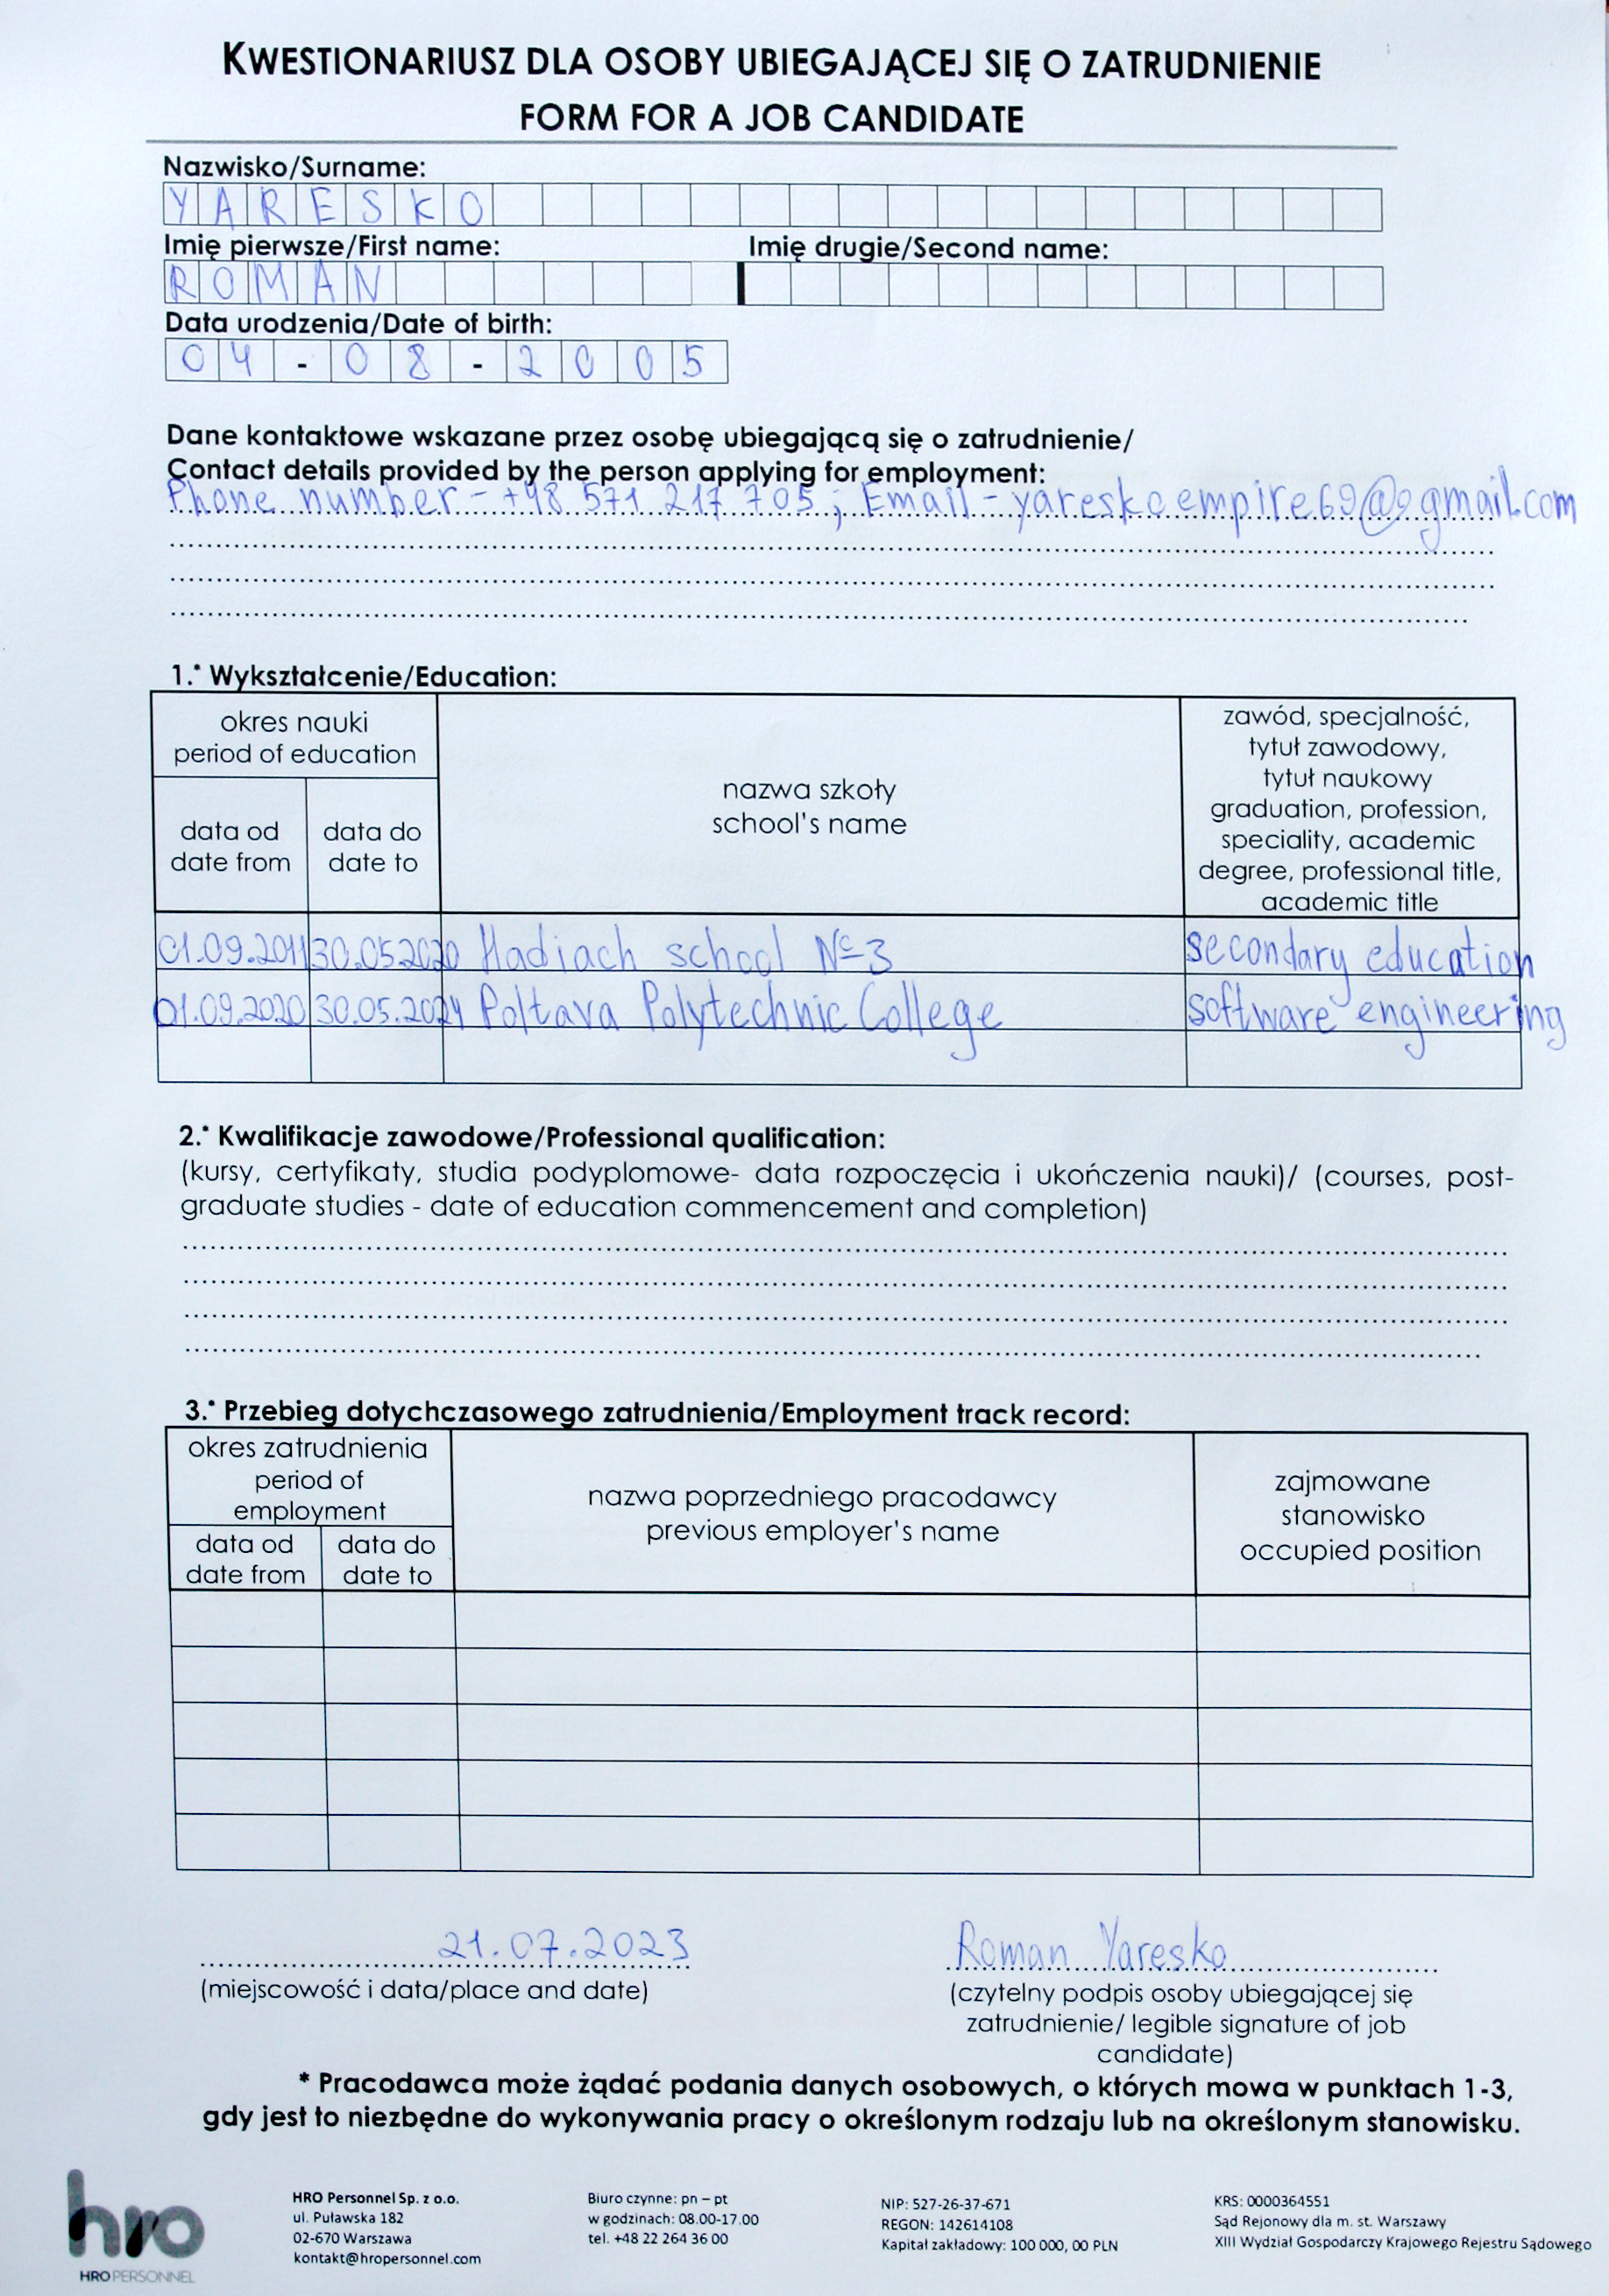 KWESTIONARIUSZ DLA OSOBY UBIEGAJĄCEJ SIĘ O ZATRUDNIENIE
FORM FOR A JOB CANDIDATE
Nazwisko/Surname:
YARESKO
Imię pierwsze/First name: Imię drugie/Second name:
ROMAN
Data urodzenia/Date of birth:
04-08-2005
Dane kontaktowe wskazane przez osobę ubiegającą się o zatrudnienie/
Contact details provided by the person applying for employment:
Phone number - +48 571 217 705; Email - yareskoempire69@gmail.com
1.* Wykształcenie/Education:
okres nauki
period of education
data od
date from
data do
date to
nazwa szkoły
school's name
zawód, specjalność,
tytuł zawodowy,
tytuł naukowy
graduation, profession,
speciality, academic
degree, professional title,
academic title
01.09.2011 30.05.2020 Hadiach school №3 secondary education
01.09.2020 30.05.2024 Poltava Polytechnic College software engineering
2.* Kwalifikacje zawodowe/Professional qualification:
(kursy, certyfikaty, studia podyplomowe- data rozpoczęcia i ukończenia nauki)/ (courses, post-
graduate studies - date of education commencement and completion)
3.* Przebieg dotychczasowego zatrudnienia/Employment track record:
okres zatrudnienia
period of
employment
data od
date from
data do
date to
nazwa poprzedniego pracodawcy
previous employer's name
zajmowane
stanowisko
occupied position
21.07.2023
(miejscowość i data/place and date)
Roman Yaresko
(czytelny podpis osoby ubiegającej się
zatrudnienie/ legible signature of job
candidate)
* Pracodawca może żądać podania danych osobowych, o których mowa w punktach 1-3,
gdy jest to niezbędne do wykonywania pracy o określonym rodzaju lub na określonym stanowisku.
hro
HRO PERSONNEL
HRO Personnel Sp. z o.o.
ul. Puławska 182
02-670 Warszawa
kontakt@hropersonnel.com
Biuro czynne: pn – pt
w godzinach: 08.00-17.00
tel. +48 22 264 36 00
NIP: 527-26-37-671
REGON: 142614108
Kapitał zakładowy: 100 000, 00 PLN
KRS: 0000364551
Sąd Rejonowy dla m. st. Warszawy
XIII Wydział Gospodarczy Krajowego Rejestru Sądowego